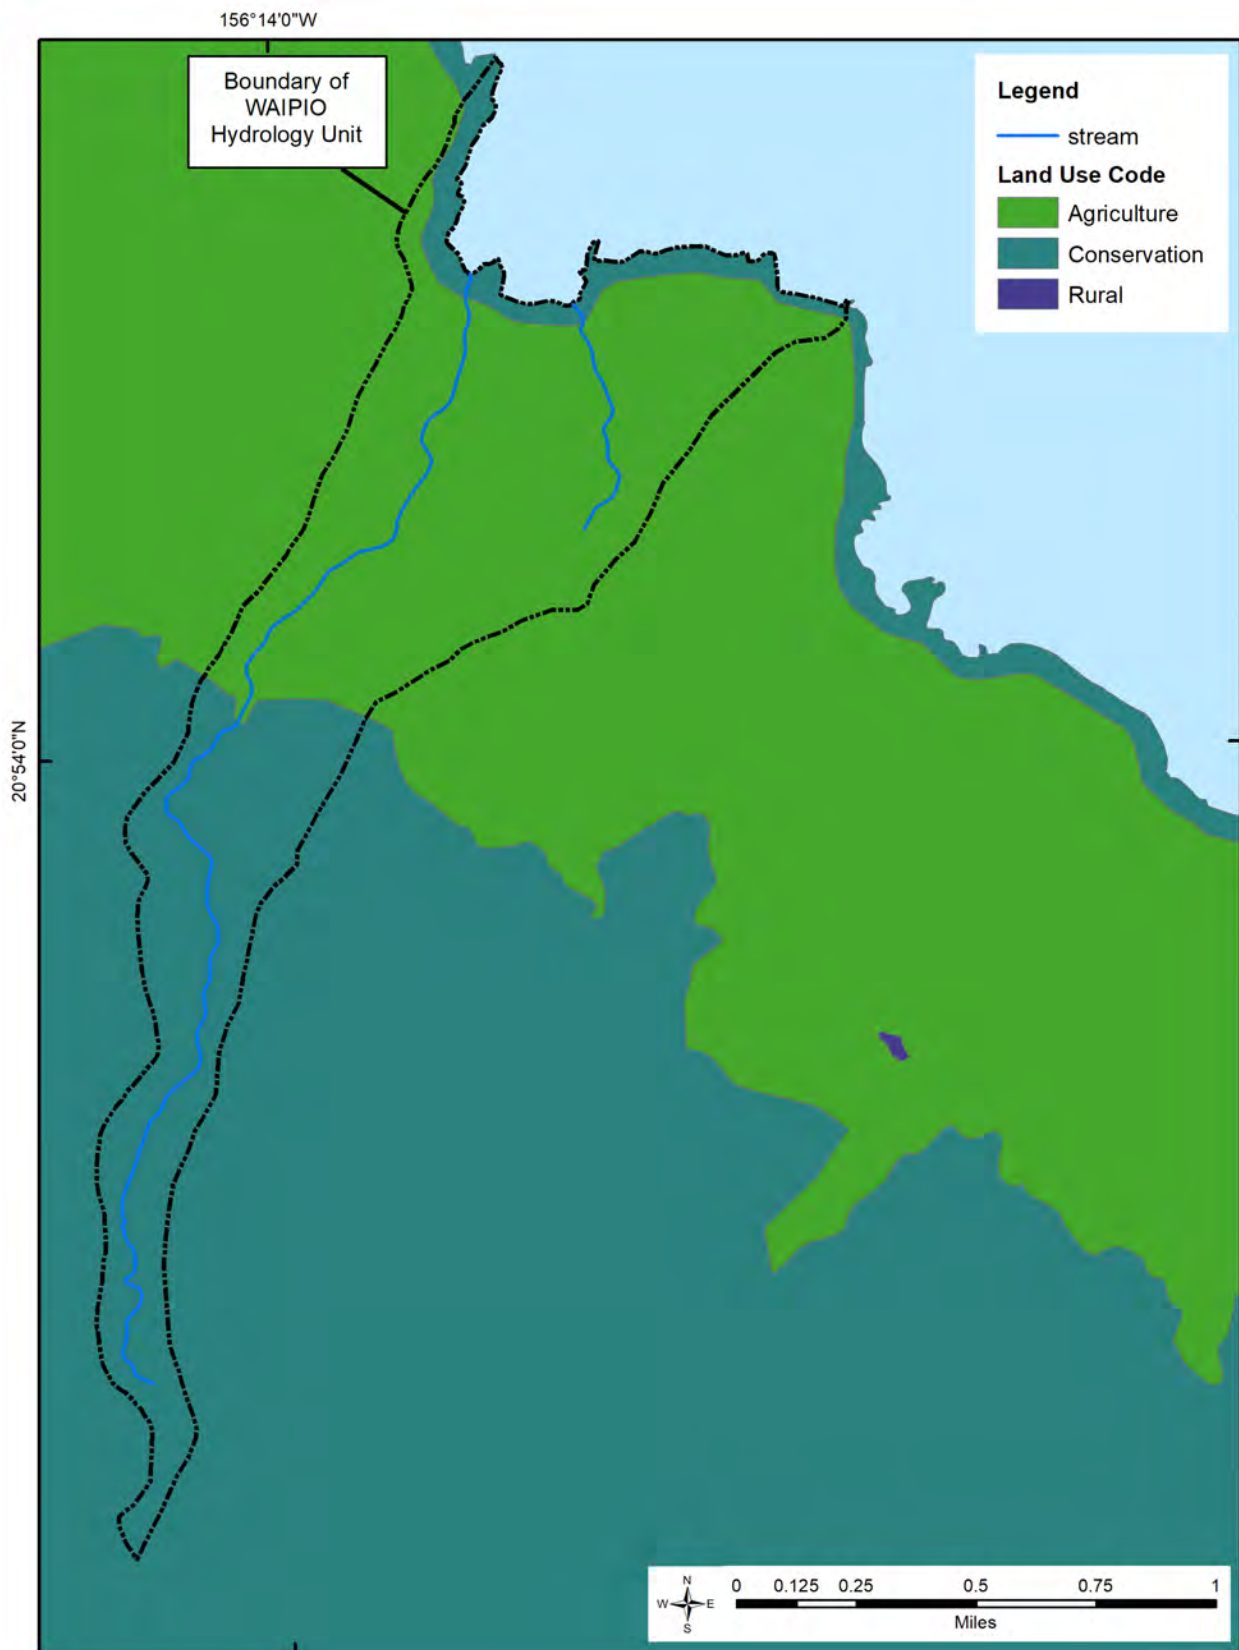 156°14'0"W
Boundary of
WAIPIO
Hydrology Unit
Legend
stream
Land Use Code
Agriculture
Conservation
Rural
20°54'0"N
N
W E
S
0 0.125 0.25 0.5 0.75 1
Miles